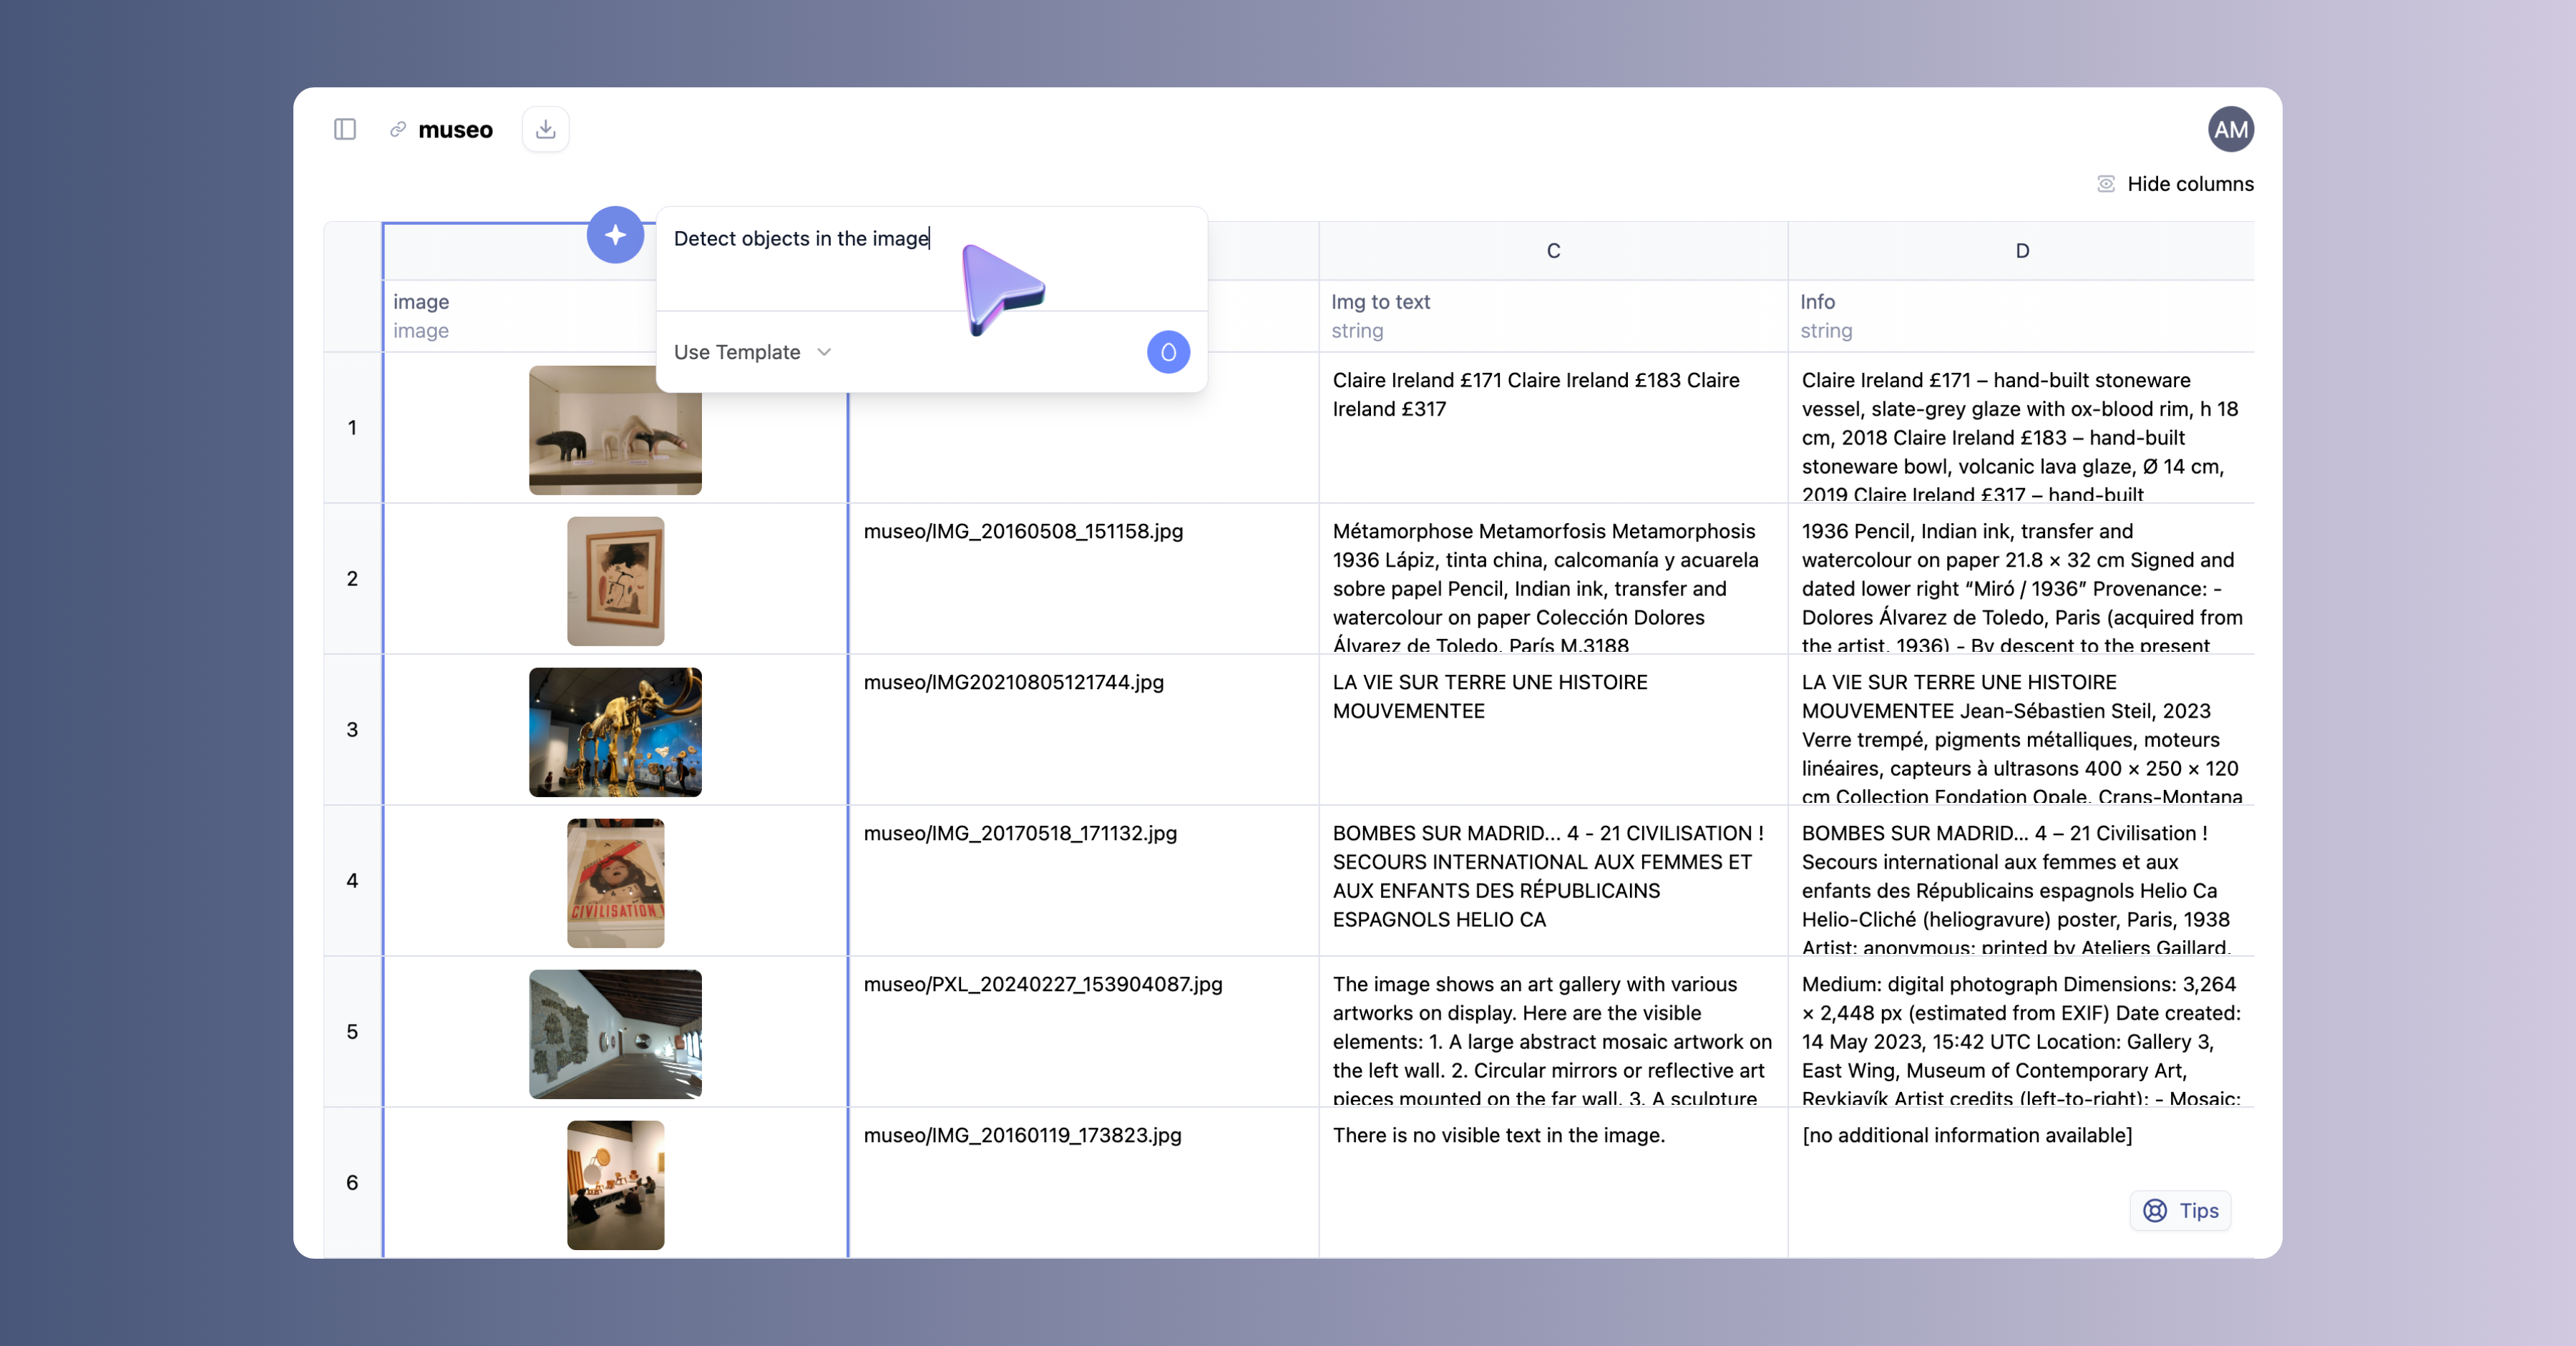 museo
AM
Hide columns
Detect objects in the image
Use Template
C
D
image
image
Img to text
string
Info
string
1
Claire Ireland £171 Claire Ireland £183 Claire
Ireland £317
Claire Ireland £171 – hand-built stoneware
vessel, slate-grey glaze with ox-blood rim, h 18
cm, 2018 Claire Ireland £183 – hand-built
stoneware bowl, volcanic lava glaze, Ø 14 cm,
2019 Claire Ireland £317 – hand-built
2
museo/IMG_20160508_151158.jpg
Métamorphose Metamorfosis Metamorphosis
1936 Lápiz, tinta china, calcomanía y acuarela
sobre papel Pencil, Indian ink, transfer and
watercolour on paper Colección Dolores
Álvarez de Toledo, París M.3188
1936 Pencil, Indian ink, transfer and
watercolour on paper 21.8 × 32 cm Signed and
dated lower right “Miró / 1936” Provenance: -
Dolores Álvarez de Toledo, Paris (acquired from
the artist, 1936) - By descent to the present
3
museo/IMG20210805121744.jpg
LA VIE SUR TERRE UNE HISTOIRE
MOUVEMENTEE
LA VIE SUR TERRE UNE HISTOIRE
MOUVEMENTEE Jean-Sébastien Steil, 2023
Verre trempé, pigments métalliques, moteurs
linéaires, capteurs à ultrasons 400 × 250 × 120
cm Collection Fondation Opale, Crans-Montana
4
CIVILISATION !
museo/IMG_20170518_171132.jpg
BOMBES SUR MADRID... 4 - 21 CIVILISATION !
SECOURS INTERNATIONAL AUX FEMMES ET
AUX ENFANTS DES RÉPUBLICAINS
ESPAGNOLS HELIO CA
BOMBES SUR MADRID... 4 – 21 Civilisation !
Secours international aux femmes et aux
enfants des Républicains espagnols Helio Ca
Helio-Cliché (heliogravure) poster, Paris, 1938
Artist: anonymous; printed by Ateliers Gaillard,
5
museo/PXL_20240227_153904087.jpg
The image shows an art gallery with various
artworks on display. Here are the visible
elements: 1. A large abstract mosaic artwork on
the left wall. 2. Circular mirrors or reflective art
pieces mounted on the far wall. 3. A sculpture
Medium: digital photograph Dimensions: 3,264
× 2,448 px (estimated from EXIF) Date created:
14 May 2023, 15:42 UTC Location: Gallery 3,
East Wing, Museum of Contemporary Art,
Reykjavík Artist credits (left-to-right): - Mosaic:
6
museo/IMG_20160119_173823.jpg
There is no visible text in the image.
[no additional information available]
Tips